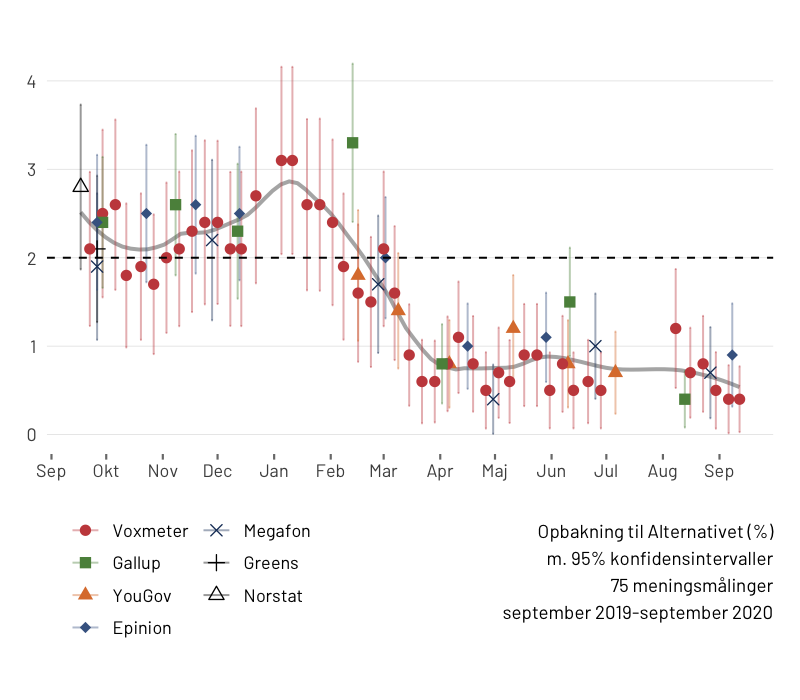 4
3
2
1
0
Sep Okt Nov Dec Jan Feb Mar Apr Maj Jun Jul Aug Sep
Voxmeter Megafon
Gallup Greens
YouGov Norstat
Epinion
Opbakning til Alternativet (%)
m. 95% konfidensintervaller
75 meningsmålinger
september 2019-september 2020